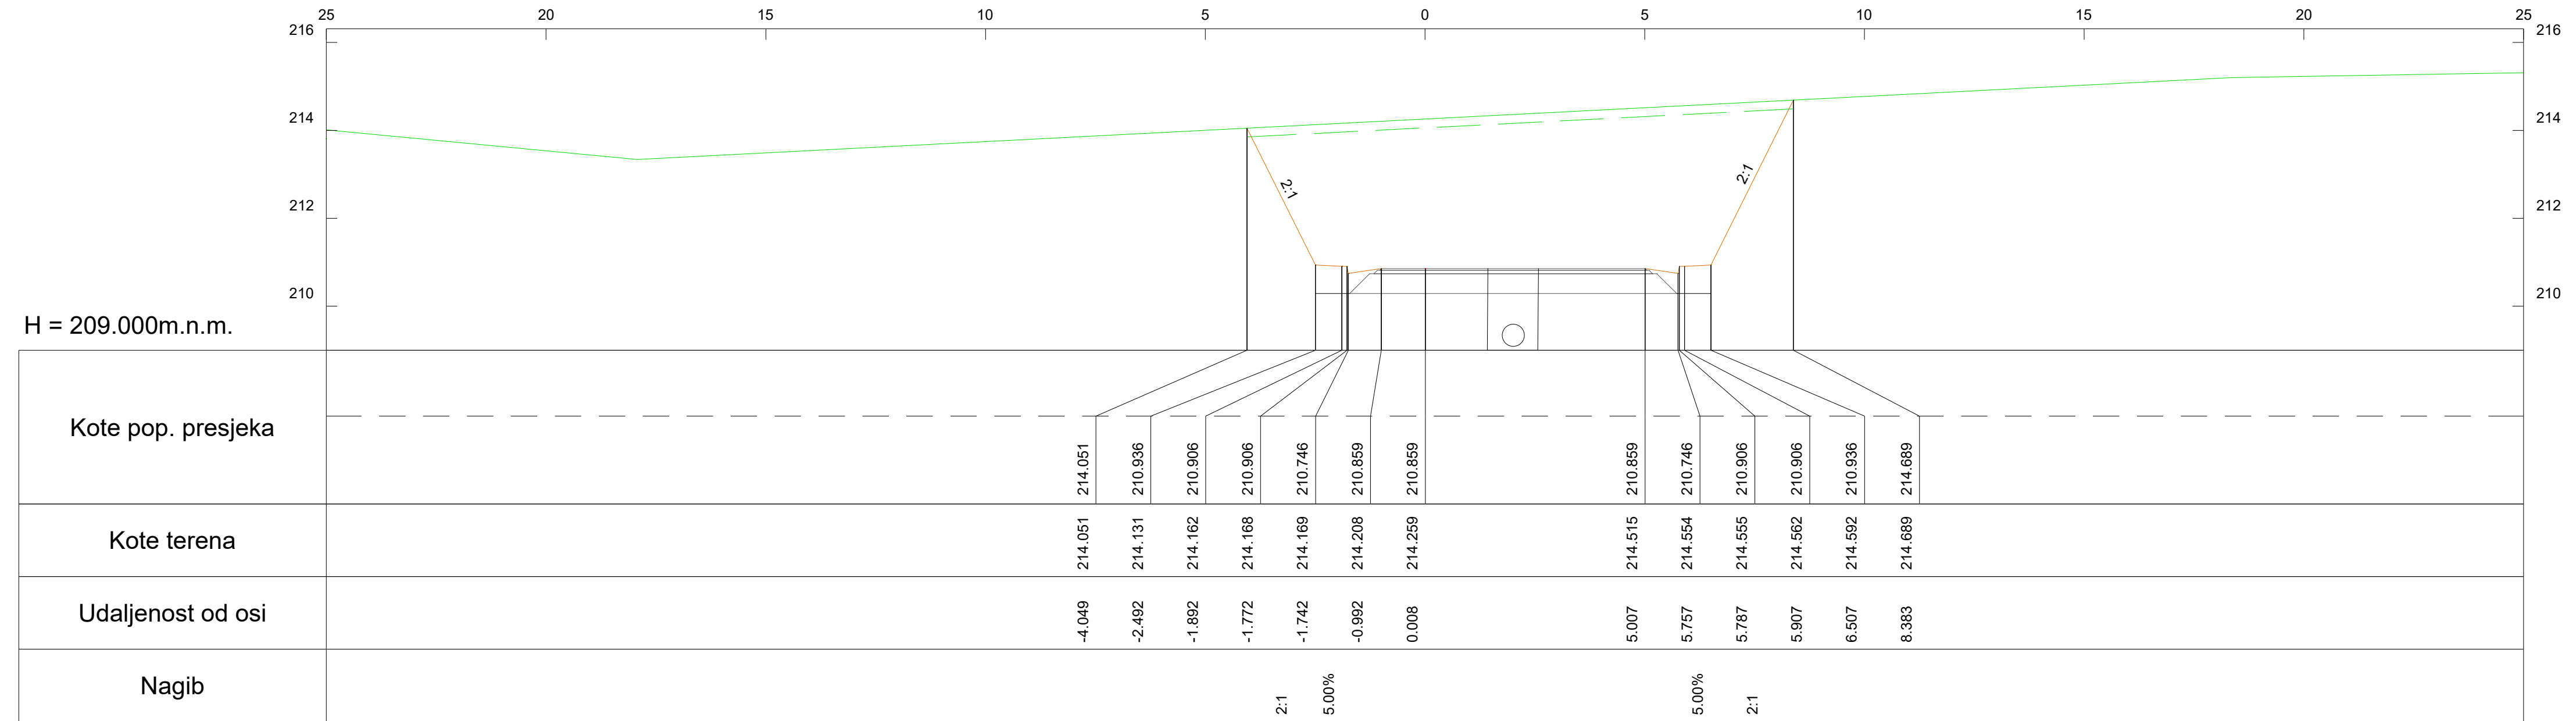 25 20 15 10 5 0 5 10 15 20 25
216 216
214 214
2:1 2:1
212 212
210 210
H = 209.000m.n.m.
Kote pop. presjeka 214.051 210.936 210.906 210.906 210.746 210.859 210.859 210.859 210.746 210.906 210.906 210.936 214.689
Kote terena 214.051 214.131 214.162 214.168 214.169 214.208 214.259 214.515 214.554 214.555 214.562 214.592 214.689
Udaljenost od osi -4.049 -2.492 -1.892 -1.772 -1.742 -0.992 0.008 5.007 5.757 5.787 5.907 6.507 8.383
Nagib 2:1 5.00% 5.00% 2:1